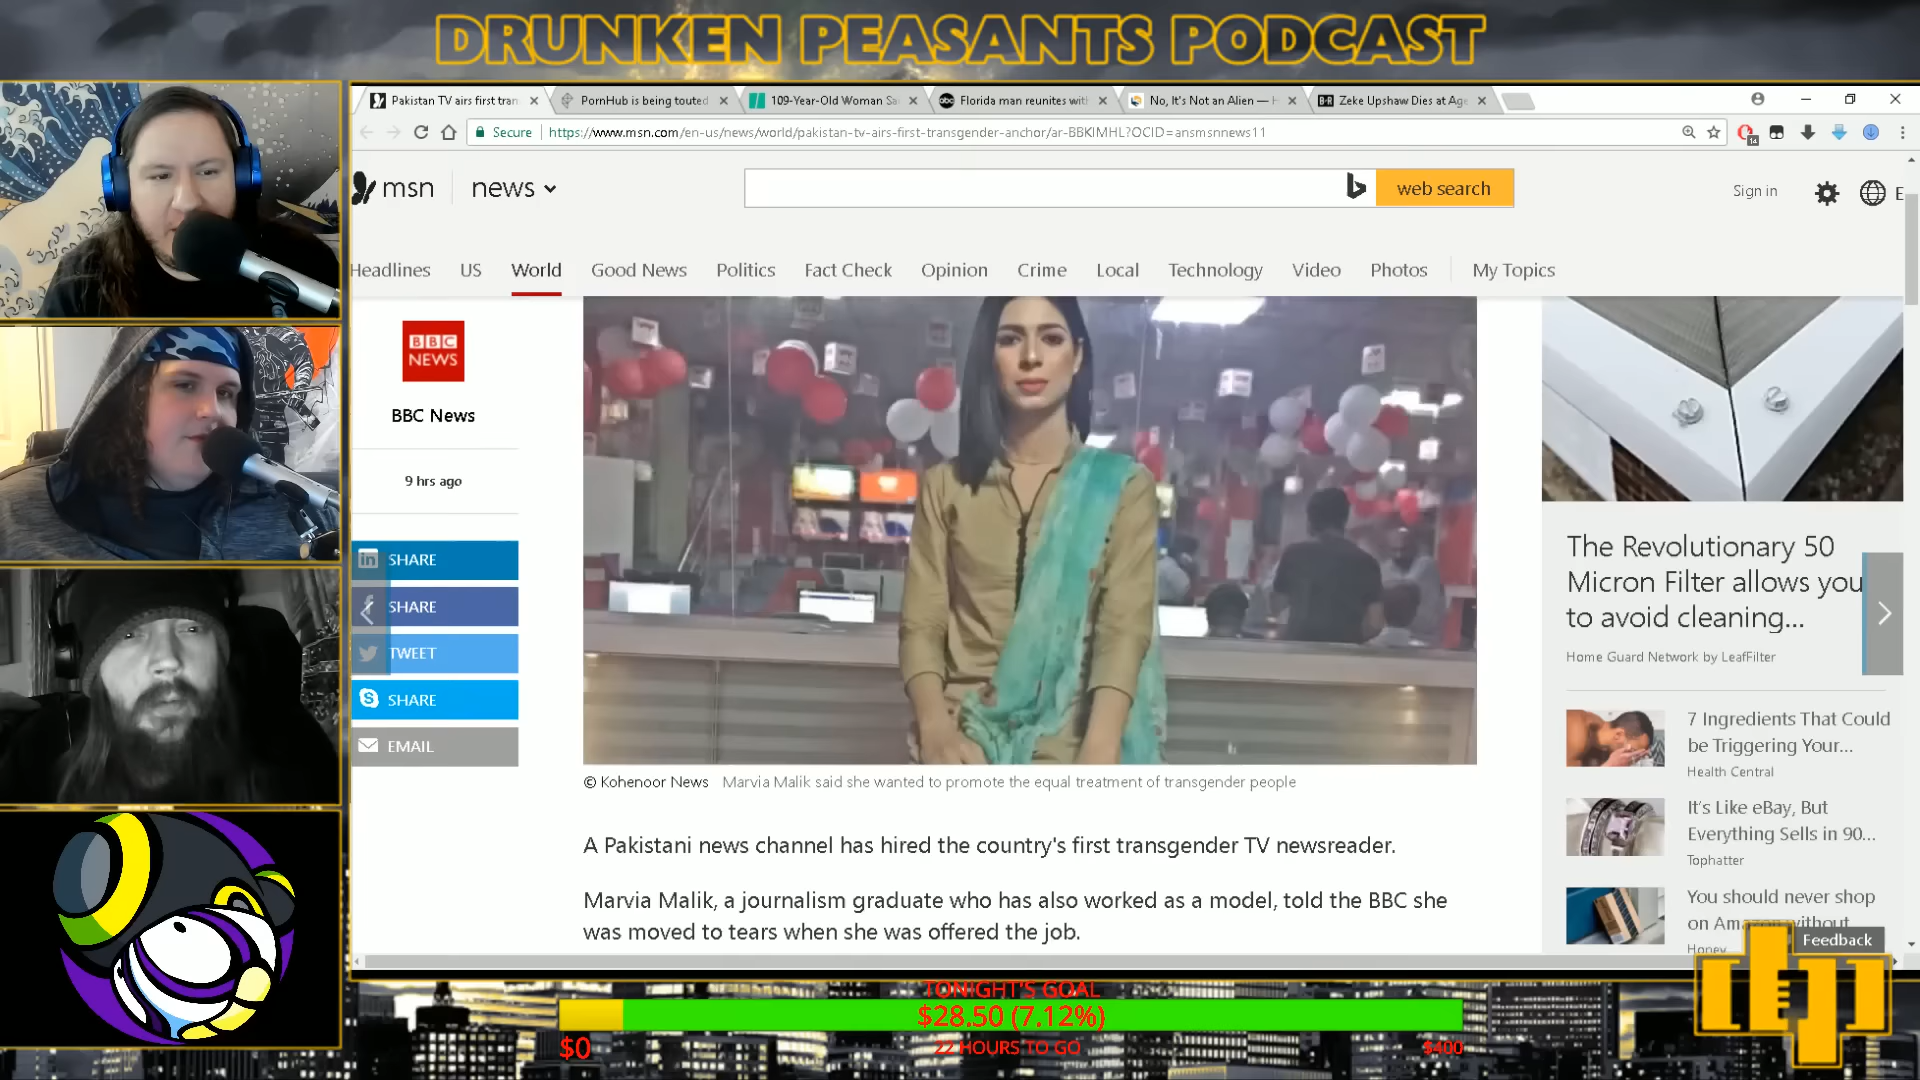 DRUNKEN PEASANTS PODCAST
Pakistan TV airs first tran
PornHub is being touted
109-Year-Old Woman Sa
abc Florida man reunites wit
No, It's Not an Alien — H
B/R Zeke Upshaw Dies at Age
Secure https://www.msn.com/en-us/news/world/pakistan-tv-airs-first-transgender-anchor/ar-BBKIMHL?OCID=ansmsnnews11
14
msn news
web search
Sign in
E
Headlines US World Good News Politics Fact Check Opinion Crime Local Technology Video Photos My Topics
BBC
NEWS
BBC News
9 hrs ago
in SHARE
f SHARE
TWEET
S SHARE
EMAIL
© Kohenoor News Marvia Malik said she wanted to promote the equal treatment of transgender people
A Pakistani news channel has hired the country's first transgender TV newsreader.
Marvia Malik, a journalism graduate who has also worked as a model, told the BBC she
was moved to tears when she was offered the job.
The Revolutionary 50
Micron Filter allows you
to avoid cleaning...
Home Guard Network by LeafFilter
7 Ingredients That Could
be Triggering Your...
Health Central
It's Like eBay, But
Everything Sells in 90...
Tophatter
You should never shop
on Amazon without
Honey
Feedback
TONIGHT'S GOAL
$28.50 (7.12%)
$0 22 HOURS TO GO $400